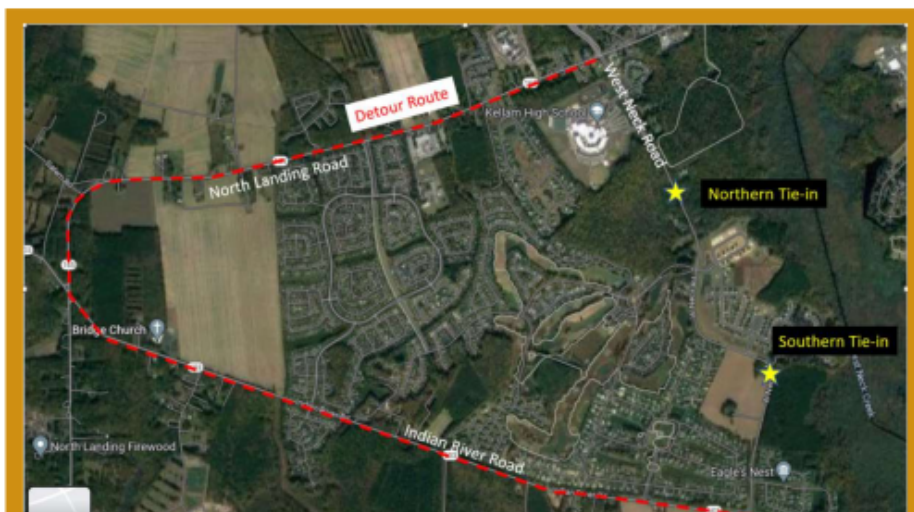 West Neck Road
Detour Route
Kellam High School
North Landing Road
Northern Tie-in
Southern Tie-in
Bridge Church
Indian River Road
North Landing Firewood
Eagle's Nest